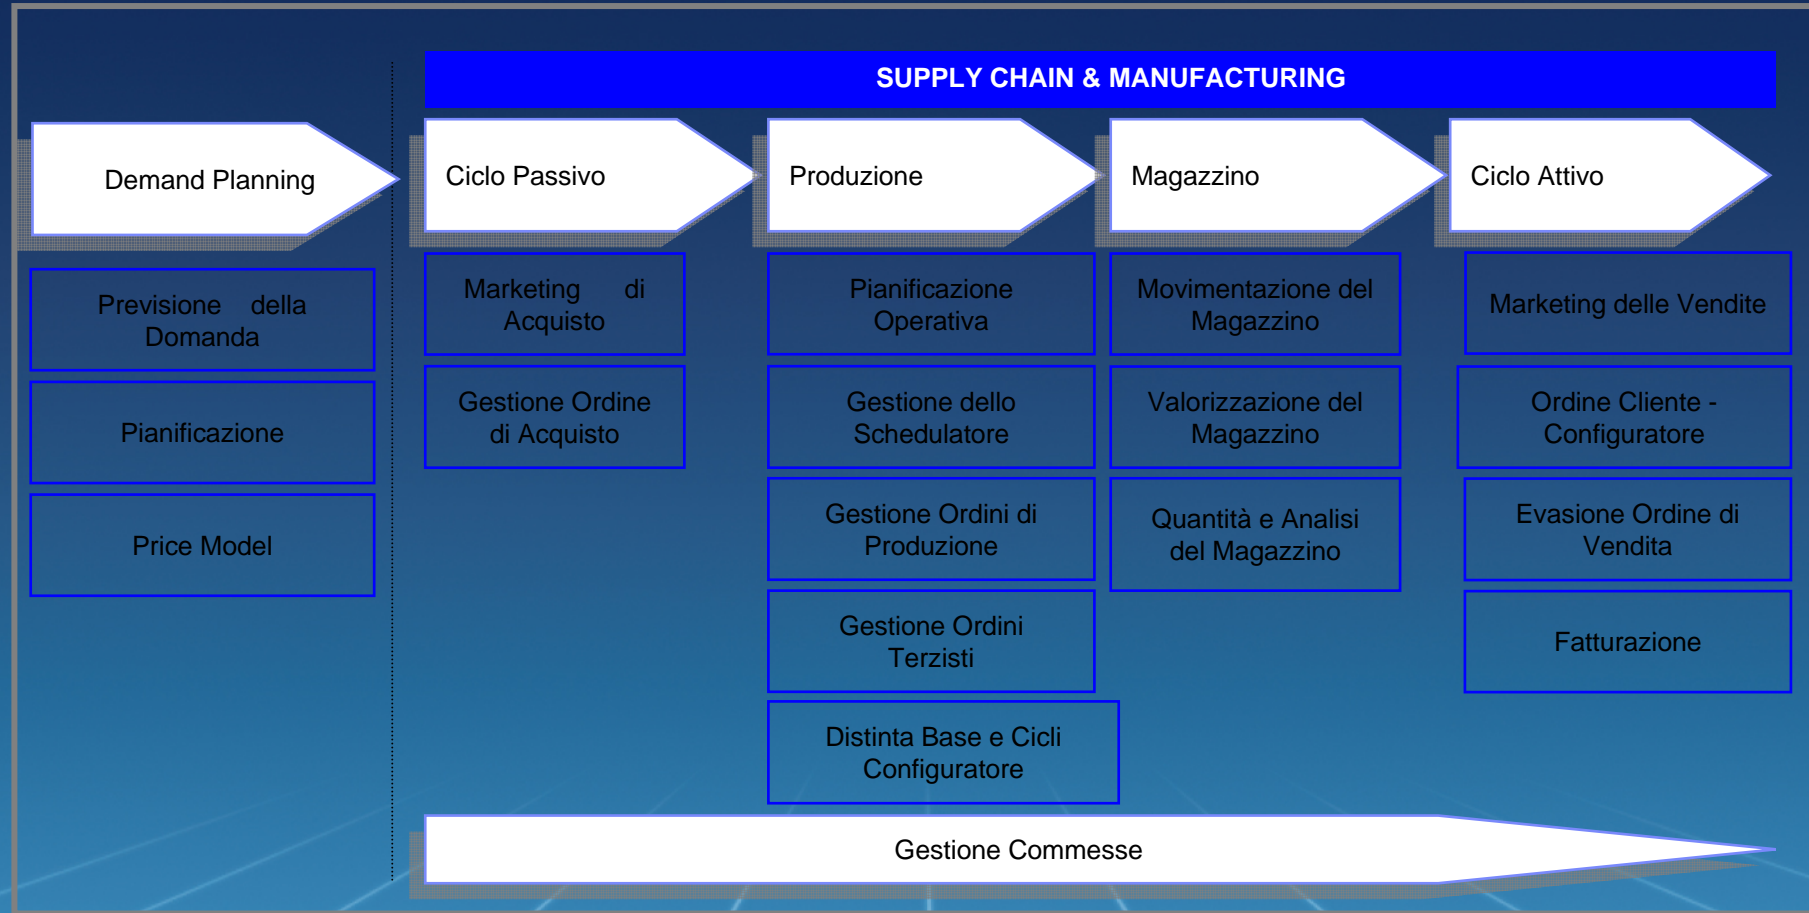 SUPPLY CHAIN & MANUFACTURING
Demand Planning
Ciclo Passivo
Produzione
Magazzino
Ciclo Attivo
Previsione della
Domanda
Pianificazione
Price Model
Marketing di
Acquisto
Gestione Ordine
di Acquisto
Pianificazione
Operativa
Gestione dello
Schedulatore
Gestione Ordini di
Produzione
Gestione Ordini
Terzisti
Distinta Base e Cicli
Configuratore
Movimentazione del
Magazzino
Valorizzazione del
Magazzino
Quantità e Analisi
del Magazzino
Marketing delle Vendite
Ordine Cliente -
Configuratore
Evasione Ordine di
Vendita
Fatturazione
Gestione Commesse